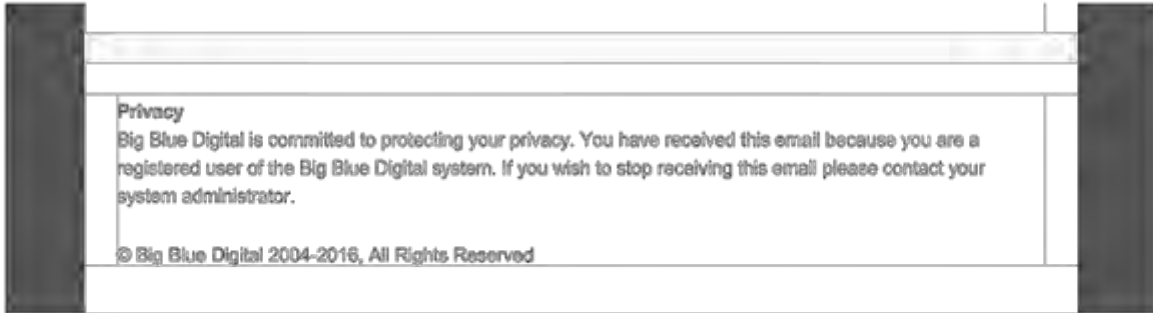 Privacy
Big Blue Digital is committed to protecting your privacy. You have received this email because you are a
registered user of the Big Blue Digital system. If you wish to stop receiving this email please contact your
system administrator.
© Big Blue Digital 2004-2016, All Rights Reserved